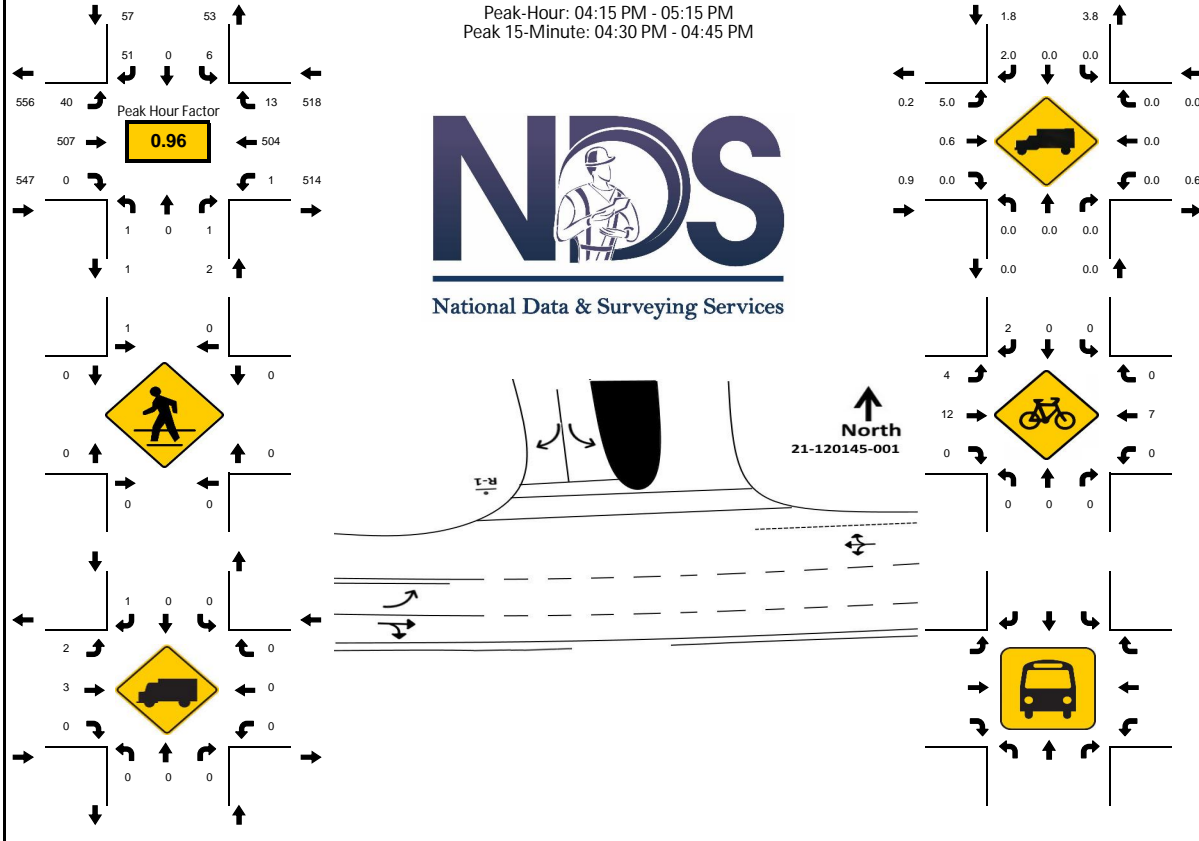 Peak-Hour: 04:15 PM - 05:15 PM
Peak 15-Minute: 04:30 PM - 04:45 PM
57 53
51 0 6
556 40 Peak Hour Factor 13 518
507 0.96 504
547 0 1 514
1 0 1
1 2
1.8 3.8
2.0 0.0 0.0
0.2 5.0 0.0 0.0
0.6 0.0
0.9 0.0 0.0 0.6
0.0 0.0 0.0
0.0 0.0
NDS
National Data & Surveying Services
1 0
0 0
0 0
0 0
2 0 0
4 0
12 7
0 0
0 0 0
North
21-120145-001
R-1
1 0 0
2 0
3 0
0 0
0 0 0